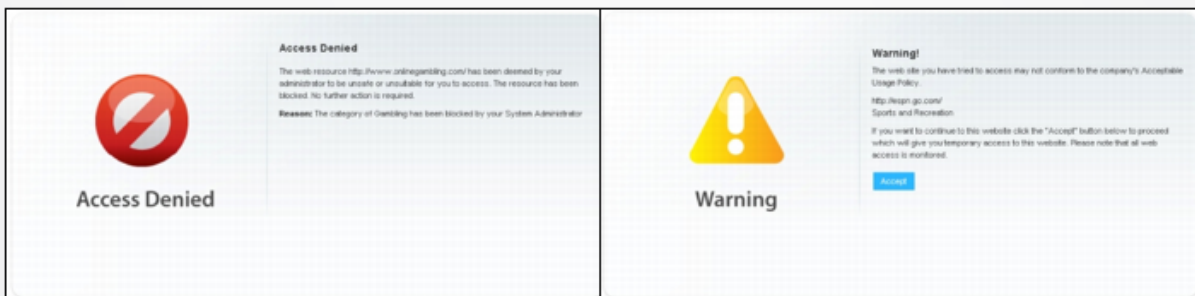 Access Denied
The web resource http://www.onlinegambling.com/ has been deemed by your
administrator to be unsafe or unsuitable for you to access. The resource has been
blocked. No further action is required.
Reason: The category of Gambling has been blocked by your System Administrator
Access Denied
Warning!
The web site you have tried to access may not conform to the company's Acceptable
Usage Policy.
http://espn.go.com/
Sports and Recreation
If you want to continue to this website click the "Accept" button below to proceed
which will give you temporary access to this website. Please note that all web
access is monitored.
Accept
Warning